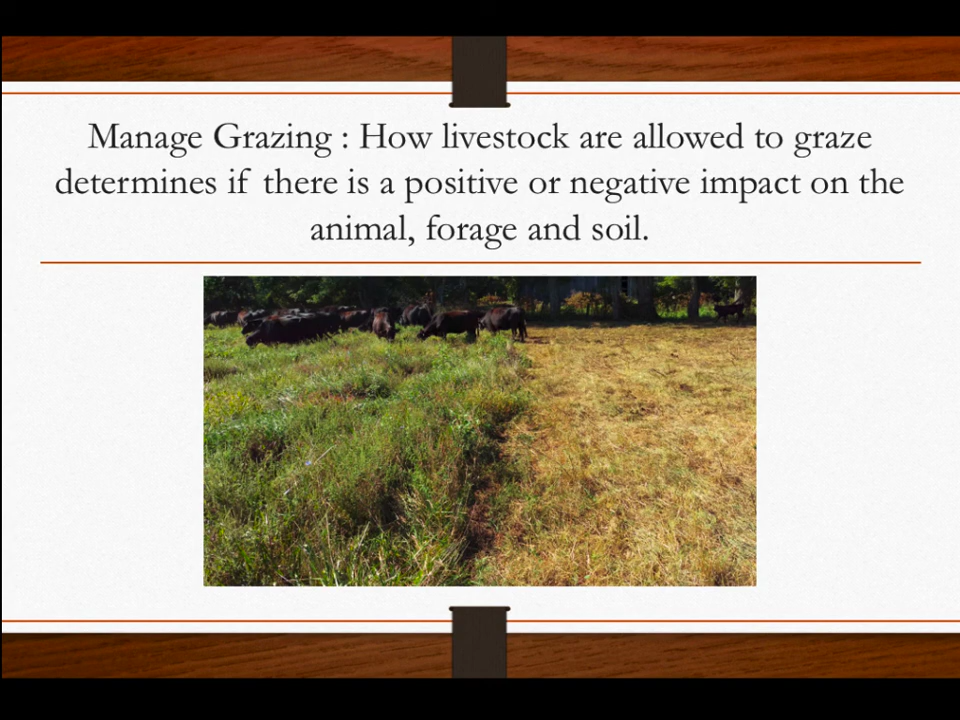 Manage Grazing : How livestock are allowed to graze
determines if there is a positive or negative impact on the
animal, forage and soil.